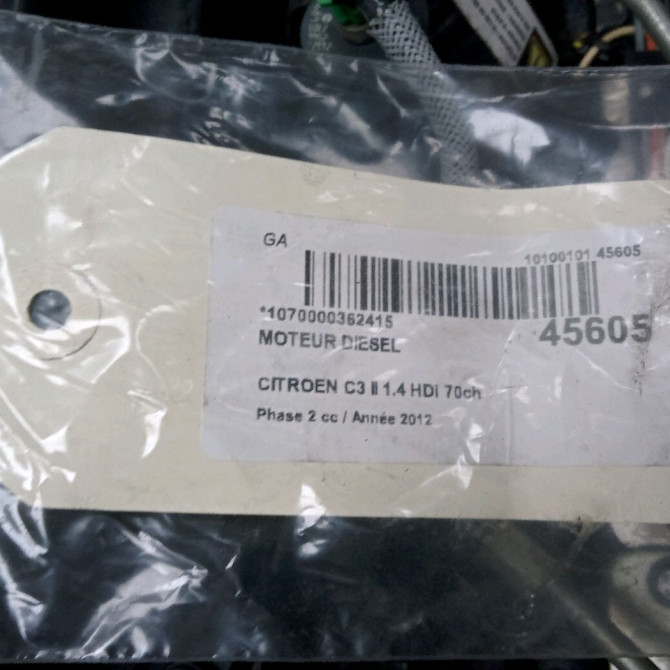 GA
10100101 45605
*1070000362415
45605
MOTEUR DIESEL
CITROEN C3 II 1.4 HDi 70ch
Phase 2 cc / Année 2012